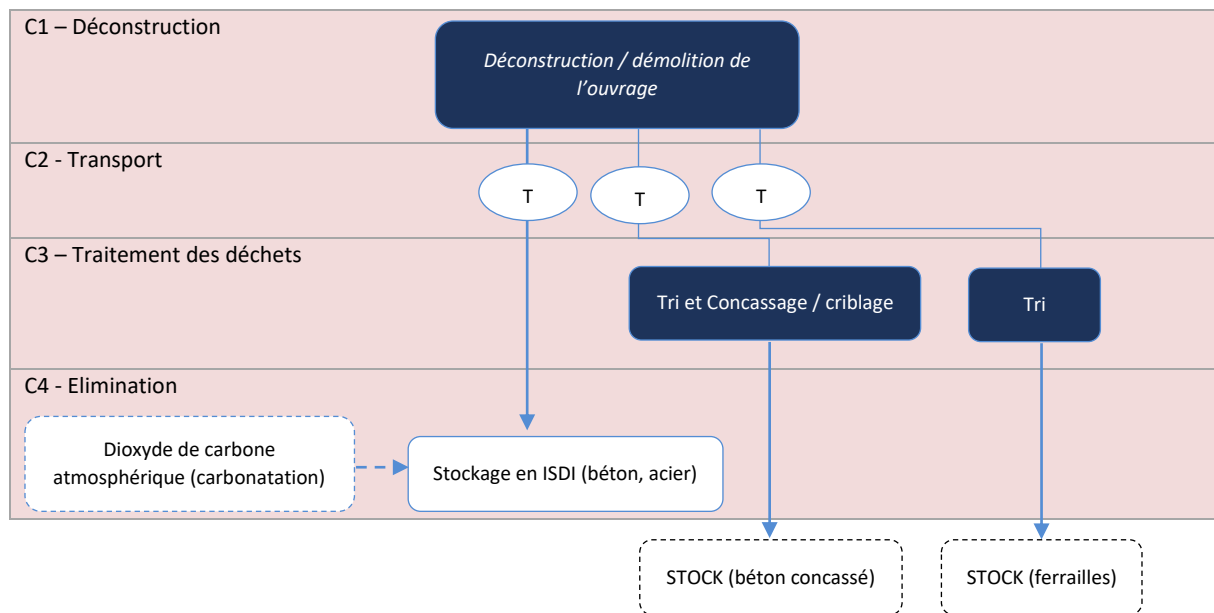 C1 – Déconstruction
Déconstruction / démolition de
l’ouvrage
C2 - Transport
T
T
T
C3 – Traitement des déchets
Tri et Concassage / criblage
Tri
C4 - Elimination
Dioxyde de carbone
atmosphérique (carbonatation)
Stockage en ISDI (béton, acier)
STOCK (béton concassé)
STOCK (ferrailles)